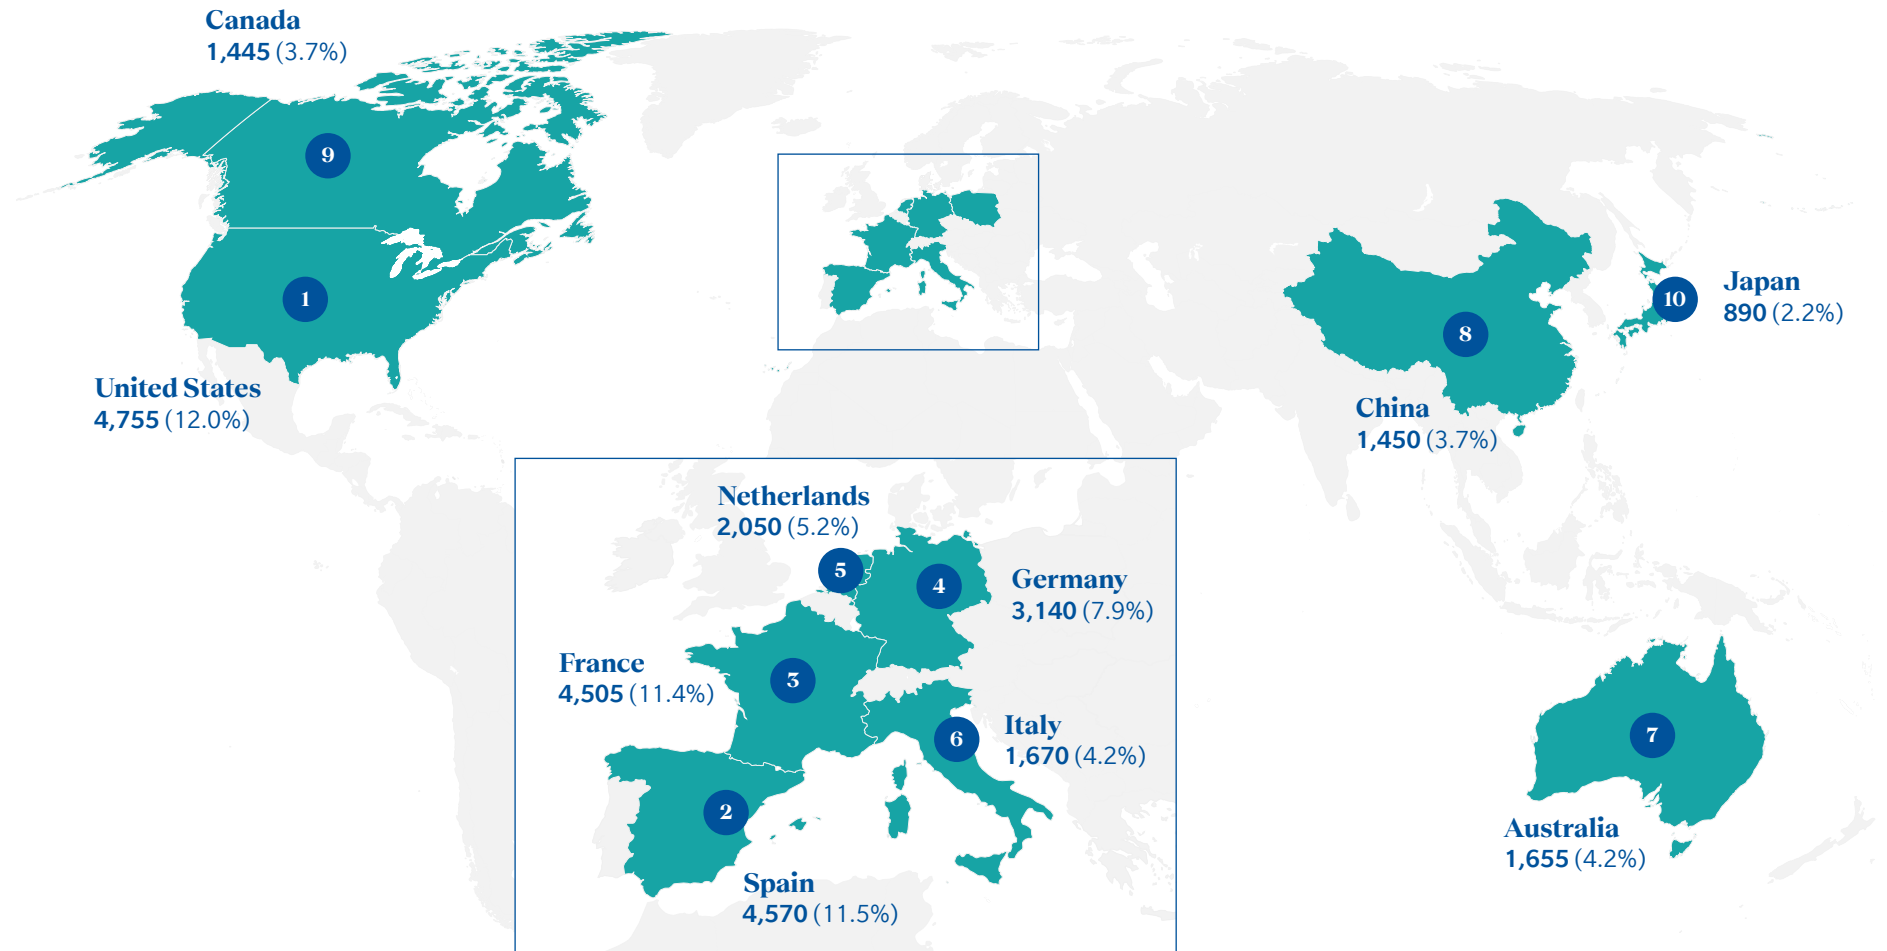 Canada
1,445 (3.7%)
9
1
United States
4,755 (12.0%)
Japan
890 (2.2%)
10
8
China
1,450 (3.7%)
Netherlands
2,050 (5.2%)
5
4
Germany
3,140 (7.9%)
France
4,505 (11.4%)
3
Italy
1,670 (4.2%)
6
2
Spain
4,570 (11.5%)
7
Australia
1,655 (4.2%)